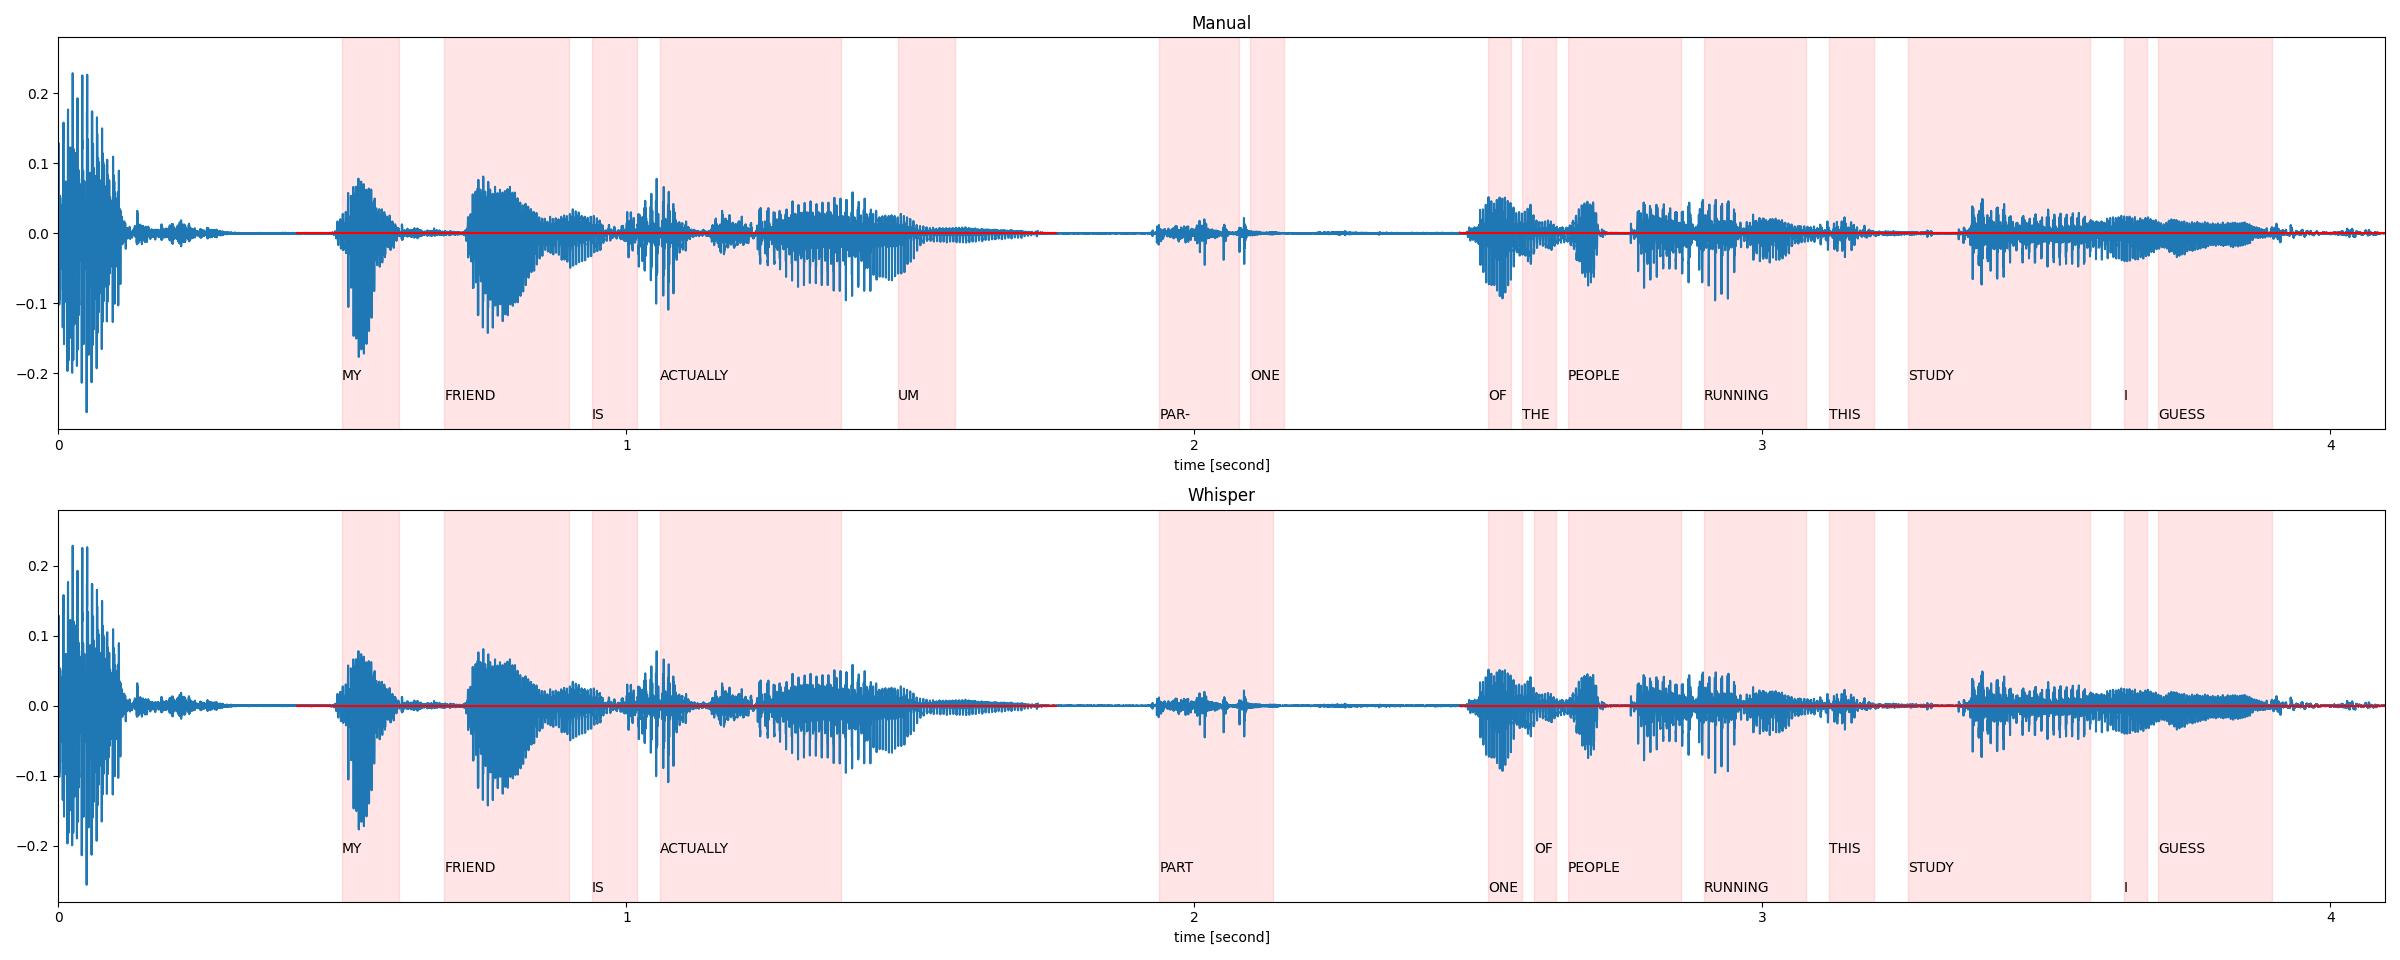 Manual
0.2
0.1
0.0
−0.1
−0.2
MY ACTUALLY ONE PEOPLE STUDY
FRIEND UM OF RUNNING I
IS PAR- THE THIS GUESS
0 1 2 3 4
time [second]
Whisper
0.2
0.1
0.0
−0.1
−0.2
MY ACTUALLY OF THIS GUESS
FRIEND PART PEOPLE STUDY
IS ONE RUNNING I
0 1 2 3 4
time [second]